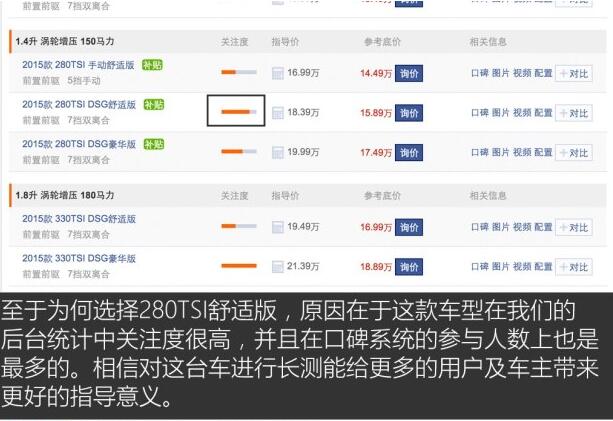 2015款 7挡双离合
1.4升 涡轮增压 150马力 关注度 指导价 参考底价 相关信息
2015款 280TSI 手动舒适版 补贴 16.99万 14.49万 询价 口碑 图片 视频 配置 +对比
前置前驱 5挡手动
2015款 280TSI DSG舒适版 补贴 18.39万 15.89万 询价 口碑 图片 视频 配置 +对比
前置前驱 7挡双离合
2015款 280TSI DSG豪华版 补贴 19.99万 17.49万 询价 口碑 图片 视频 配置 +对比
前置前驱 7挡双离合
1.8升 涡轮增压 180马力 关注度 指导价 参考底价 相关信息
2015款 330TSI DSG舒适版 19.49万 16.99万 询价 口碑 图片 视频 配置 +对比
前置前驱 7挡双离合
2015款 330TSI DSG豪华版 21.39万 18.89万 询价 口碑 图片 视频 配置 +对比
前置前驱 7挡双离合
至于为何选择280TSI舒适版，原因在于这款车型在我们的
后台统计中关注度很高，并且在口碑系统的参与人数上也是
最多的。相信对这台车进行长测能给更多的用户及车主带来
更好的指导意义。